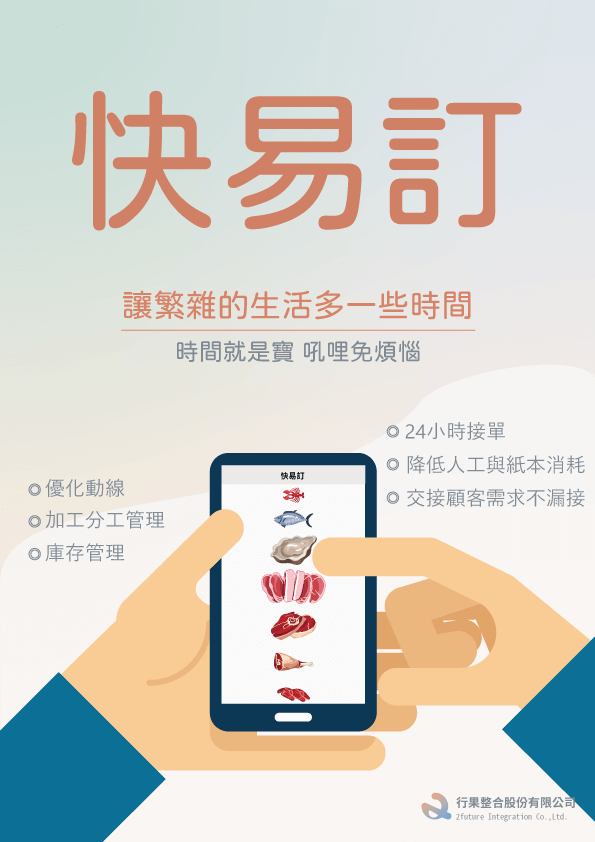 快易訂
讓繁雜的生活多一些時間
時間就是寶 吼哩免煩惱
24小時接單
降低人工與紙本消耗
交接顧客需求不漏接
優化動線
加工分工管理
庫存管理
快易訂
行果整合股份有限公司
2future Integration Co.,Ltd.